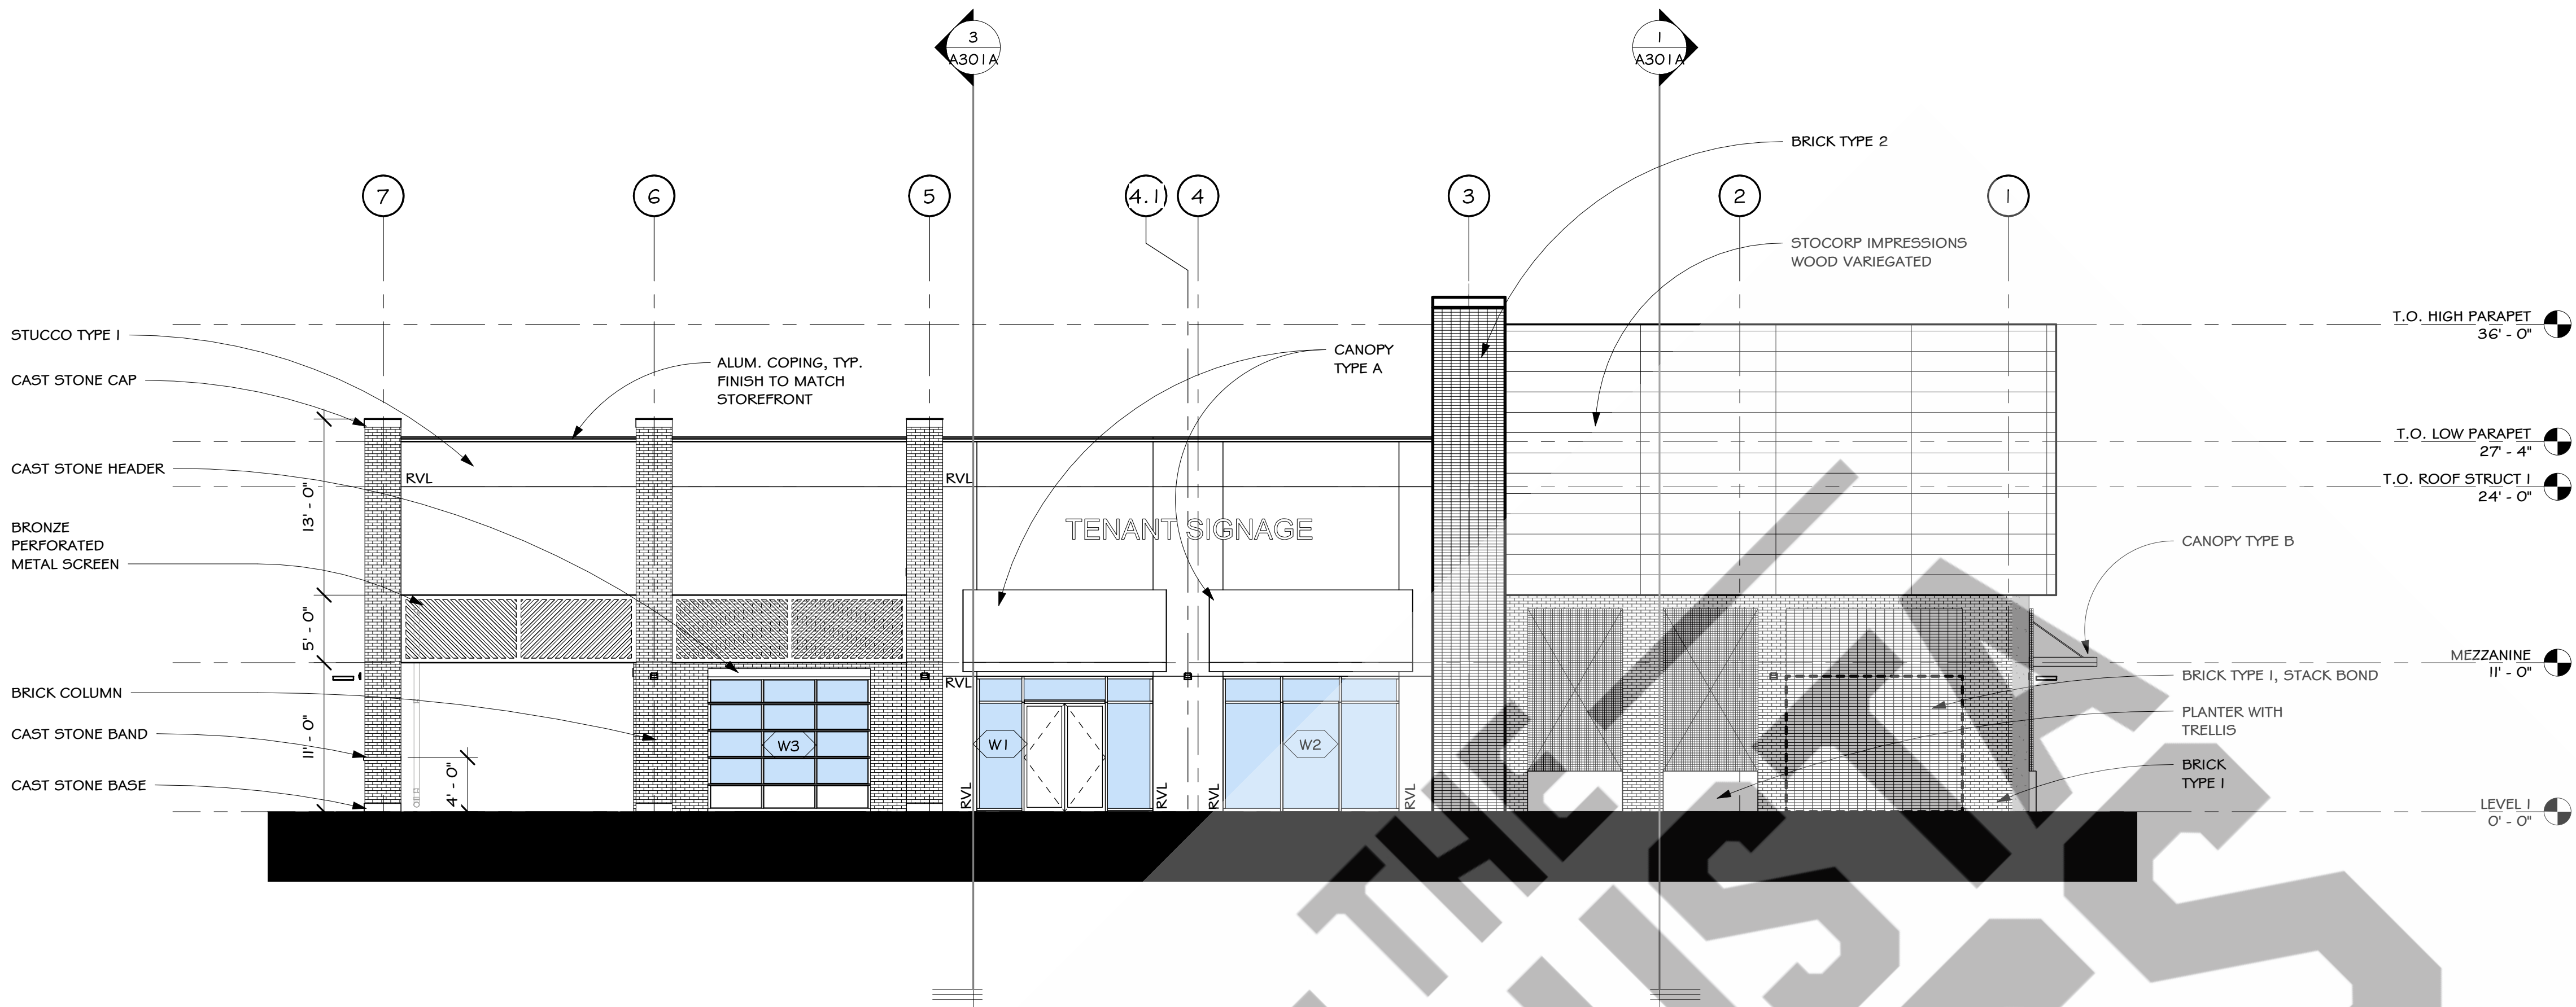 3
A301A
1
A301A
BRICK TYPE 2
7
6
5
4.1
4
3
2
1
STOCORP IMPRESSIONS
WOOD VARIEGATED
T.O. HIGH PARAPET
36' - 0"
STUCCO TYPE 1
CAST STONE CAP
ALUM. COPING, TYP.
FINISH TO MATCH
STOREFRONT
CANOPY
TYPE A
T.O. LOW PARAPET
27' - 4"
CAST STONE HEADER
RVL
RVL
T.O. ROOF STRUCT 1
24' - 0"
13' - 0"
BRONZE
PERFORATED
METAL SCREEN
TENANT SIGNAGE
CANOPY TYPE B
5' - 0"
MEZZANINE
11' - 0"
BRICK TYPE 1, STACK BOND
RVL
BRICK COLUMN
PLANTER WITH
TRELLIS
CAST STONE BAND
11' - 0"
W3
W1
W2
CAST STONE BASE
4' - 0"
RVL
RVL
RVL
RVL
BRICK
TYPE 1
LEVEL 1
0' - 0"
THE